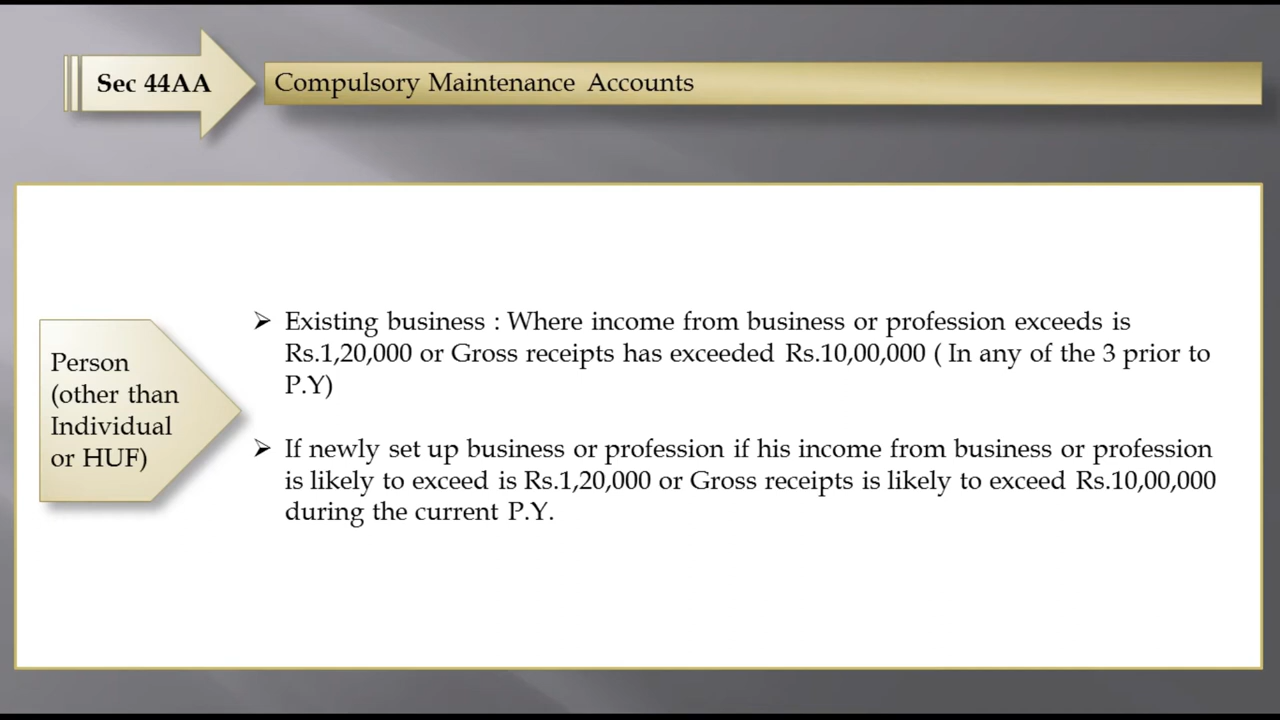 Sec 44AA
Compulsory Maintenance Accounts
Person
(other than
Individual
or HUF)
➢ Existing business : Where income from business or profession exceeds is
Rs.1,20,000 or Gross receipts has exceeded Rs.10,00,000 ( In any of the 3 prior to
P.Y)
➢ If newly set up business or profession if his income from business or profession
is likely to exceed is Rs.1,20,000 or Gross receipts is likely to exceed Rs.10,00,000
during the current P.Y.